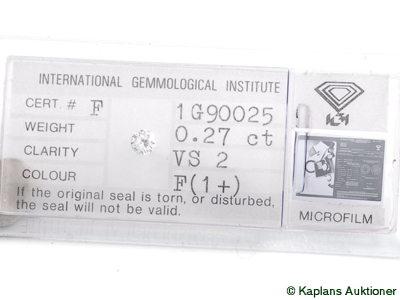 INTERNATIONAL GEMMOLOGICAL INSTITUTE
CERT. # F 1G90025
WEIGHT 0.27 ct
CLARITY VS 2
COLOUR F(1+)
If the original seal is torn, or disturbed,
the seal will not be valid.
MICROFILM
© Kaplans Auktioner